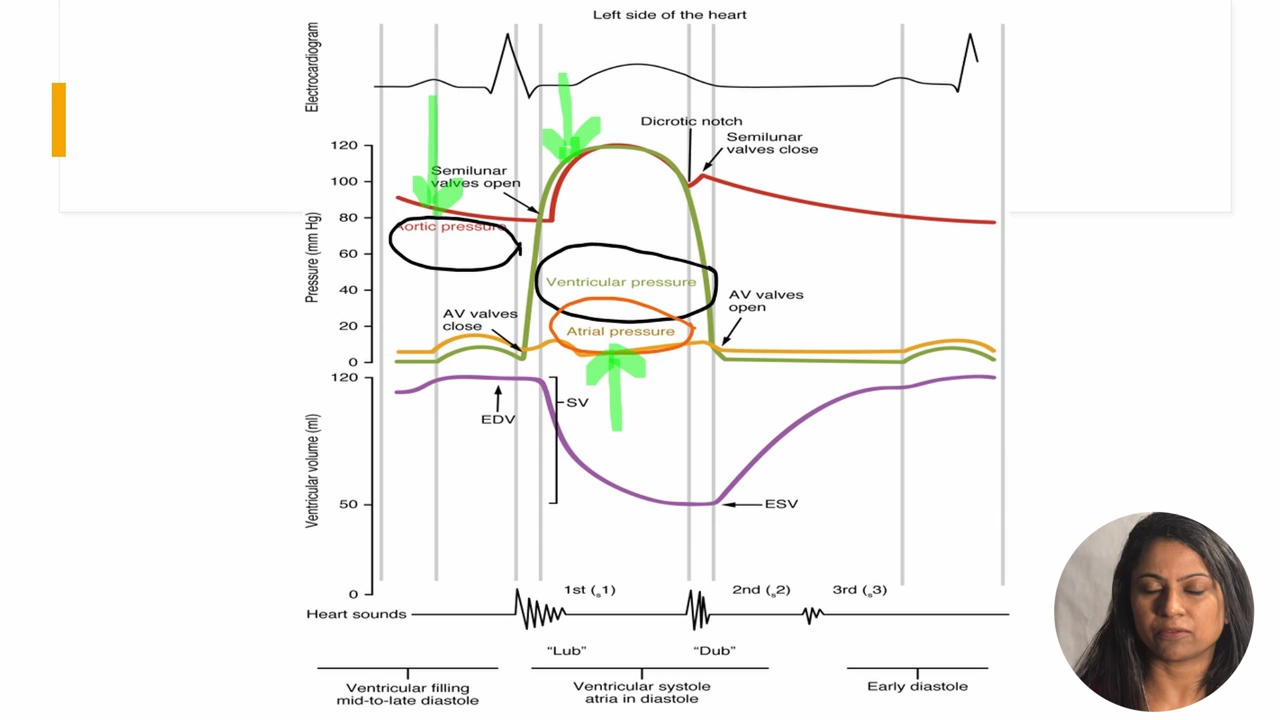 Left side of the heart
Electrocardiogram
Dicrotic notch
Semilunar
valves close
Semilunar
valves open
120
100
80
60
40
20
0
Pressure (mm Hg)
Aortic pressure
Ventricular pressure
Atrial pressure
AV valves
close
AV valves
open
120
50
0
Ventricular volume (ml)
EDV
SV
ESV
1st (s1)
2nd (s2)
3rd (s3)
Heart sounds
“Lub”
“Dub”
Ventricular filling
mid-to-late diastole
Ventricular systole
atria in diastole
Early diastole